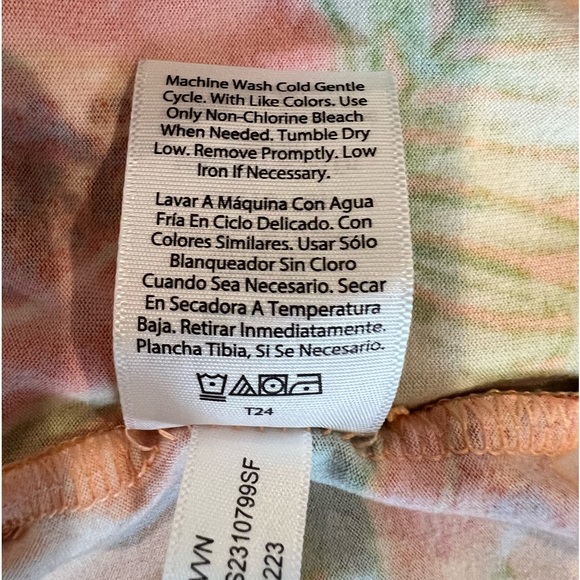 Machine Wash Cold Gentle
Cycle. With Like Colors. Use
Only Non-Chlorine Bleach
When Needed. Tumble Dry
Low. Remove Promptly. Low
Iron If Necessary.
Lavar A Máquina Con Agua
Fría En Ciclo Delicado. Con
Colores Similares. Usar Sólo
Blanqueador Sin Cloro
Cuando Sea Necesario. Secar
En Secadora A Temperatura
Baja. Retirar Inmediatamente.
Plancha Tibia, Si Se Necesario.
T24
S2310799SF
223